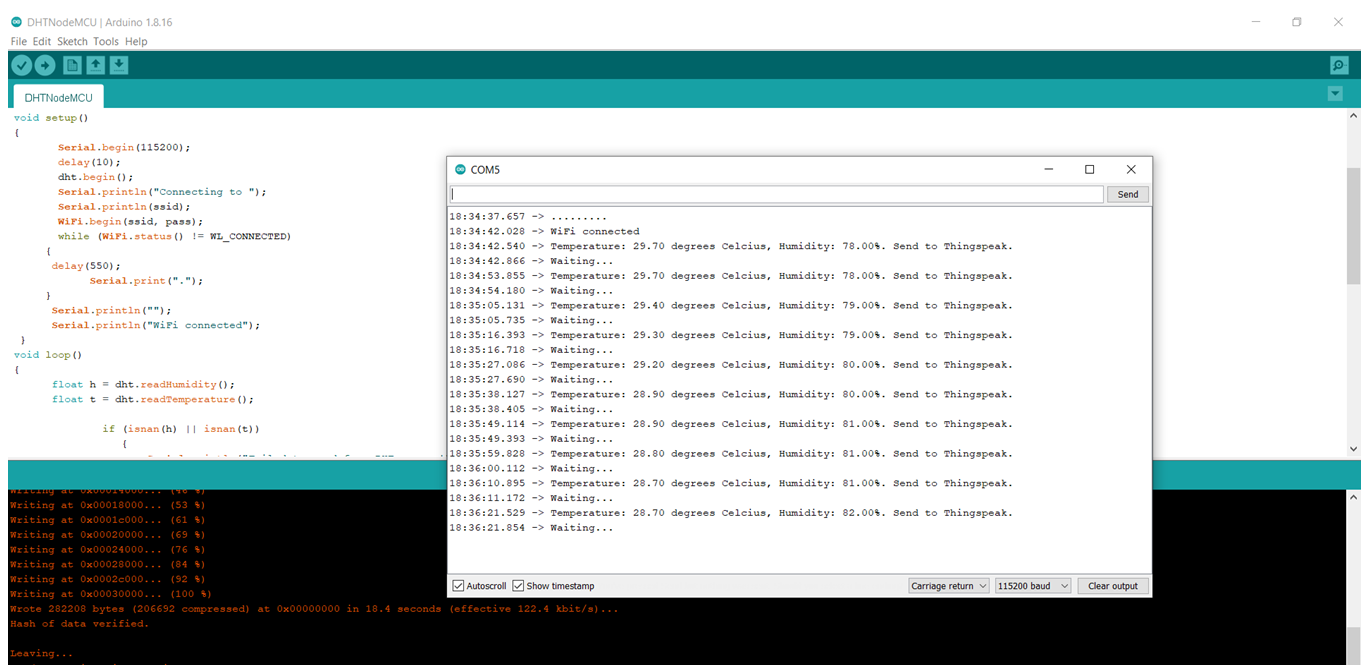 DHTNodeMCU | Arduino 1.8.16
File Edit Sketch Tools Help
DHTNodeMCU
void setup()
{
Serial.begin(115200);
delay(10);
dht.begin();
Serial.println("Connecting to ");
Serial.println(ssid);
WiFi.begin(ssid, pass);
while (WiFi.status() != WL_CONNECTED)
{
delay(550);
Serial.print(".");
}
Serial.println("");
Serial.println("WiFi connected");
}
void loop()
{
float h = dht.readHumidity();
float t = dht.readTemperature();
if (isnan(h) || isnan(t))
{
COM5
Send
18:34:37.657 -> .........
18:34:42.028 -> WiFi connected
18:34:42.540 -> Temperature: 29.70 degrees Celcius, Humidity: 78.00%. Send to Thingspeak.
18:34:42.866 -> Waiting...
18:34:53.855 -> Temperature: 29.70 degrees Celcius, Humidity: 78.00%. Send to Thingspeak.
18:34:54.180 -> Waiting...
18:35:05.131 -> Temperature: 29.40 degrees Celcius, Humidity: 79.00%. Send to Thingspeak.
18:35:05.735 -> Waiting...
18:35:16.393 -> Temperature: 29.30 degrees Celcius, Humidity: 79.00%. Send to Thingspeak.
18:35:16.718 -> Waiting...
18:35:27.086 -> Temperature: 29.20 degrees Celcius, Humidity: 80.00%. Send to Thingspeak.
18:35:27.690 -> Waiting...
18:35:38.127 -> Temperature: 28.90 degrees Celcius, Humidity: 80.00%. Send to Thingspeak.
18:35:38.405 -> Waiting...
18:35:49.114 -> Temperature: 28.90 degrees Celcius, Humidity: 81.00%. Send to Thingspeak.
18:35:49.393 -> Waiting...
18:35:59.828 -> Temperature: 28.80 degrees Celcius, Humidity: 81.00%. Send to Thingspeak.
18:36:00.112 -> Waiting...
18:36:10.895 -> Temperature: 28.70 degrees Celcius, Humidity: 81.00%. Send to Thingspeak.
18:36:11.172 -> Waiting...
18:36:21.529 -> Temperature: 28.70 degrees Celcius, Humidity: 82.00%. Send to Thingspeak.
18:36:21.854 -> Waiting...
Autoscroll Show timestamp Carriage return 115200 baud Clear output
Writing at 0x00014000... (46 %)
Writing at 0x00018000... (53 %)
Writing at 0x0001c000... (61 %)
Writing at 0x00020000... (69 %)
Writing at 0x00024000... (76 %)
Writing at 0x00028000... (84 %)
Writing at 0x0002c000... (92 %)
Writing at 0x00030000... (100 %)
Wrote 282208 bytes (206692 compressed) at 0x00000000 in 18.4 seconds (effective 122.4 kbit/s)...
Hash of data verified.
Leaving...